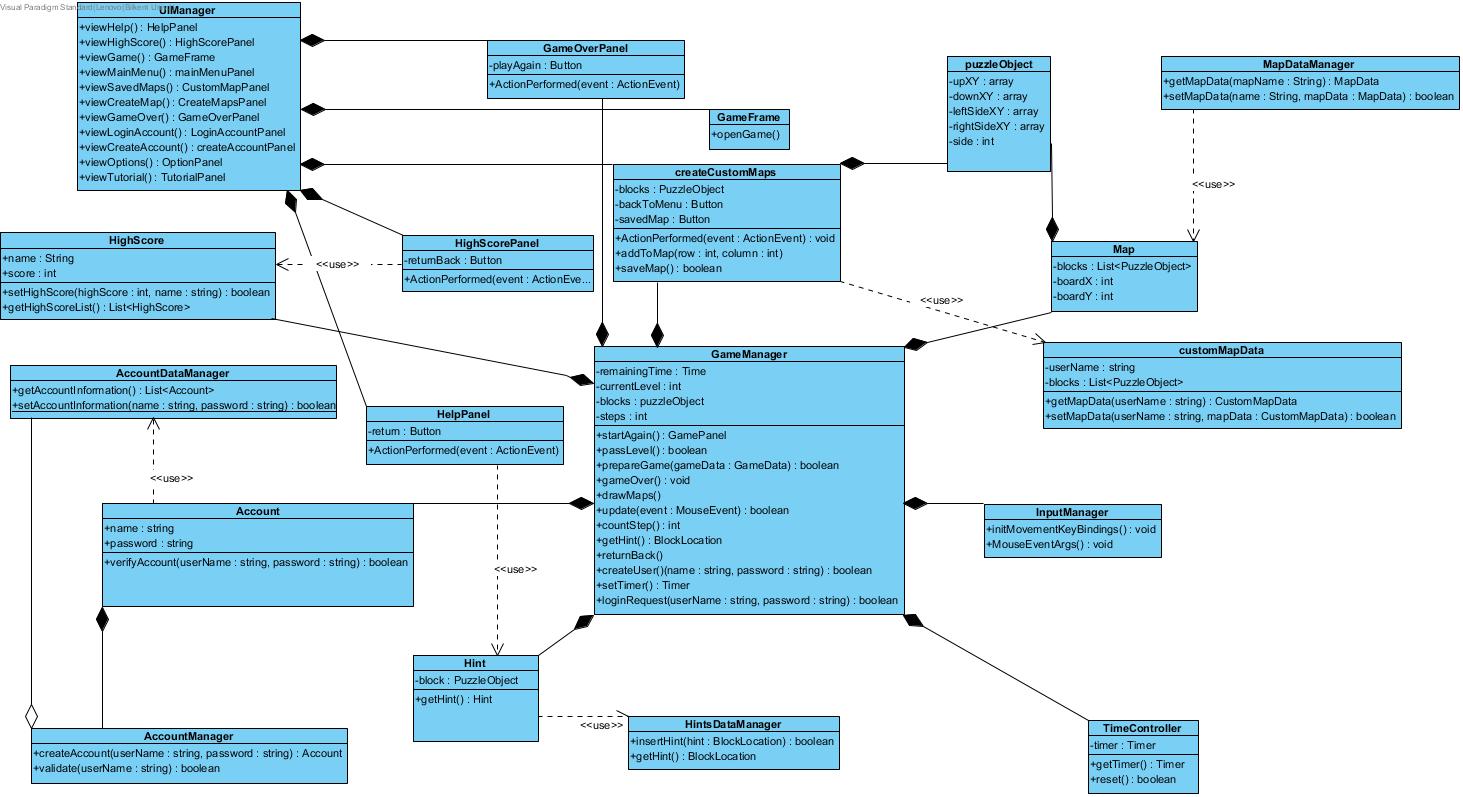 Visual Paradigm Standard(Lenovo(Bilkent Un
UIManager
+viewHelp() : HelpPanel
+viewHighScore() : HighScorePanel
+viewGame() : GameFrame
+viewMainMenu() : mainMenuPanel
+viewSavedMaps() : CustomMapPanel
+viewCreateMap() : CreateMapsPanel
+viewGameOver() : GameOverPanel
+viewLoginAccount() : LoginAccountPanel
+viewCreateAccount() : createAccountPanel
+viewOptions() : OptionPanel
+viewTutorial() : TutorialPanel
GameOverPanel
-playAgain : Button
+ActionPerformed(event : ActionEvent)
GameFrame
+openGame()
puzzleObject
-upXY : array
-downXY : array
-leftSideXY : array
-rightSideXY : array
-side : int
MapDataManager
+getMapData(mapName : String) : MapData
+setMapData(name : String, mapData : MapData) : boolean
<<use>>
createCustomMaps
-blocks : PuzzleObject
-backToMenu : Button
-savedMap : Button
+ActionPerformed(event : ActionEvent) : void
+addToMap(row : int, column : int)
+saveMap() : boolean
HighScore
+name : String
+score : int
+setHighScore(highScore : int, name : string) : boolean
+getHighScoreList() : List<HighScore>
<<use>>
HighScorePanel
-returnBack : Button
+ActionPerformed(event : ActionEve...
Map
-blocks : List<PuzzleObject>
-boardX : int
-boardY : int
<<use>>
customMapData
-userName : string
-blocks : List<PuzzleObject>
+getMapData(userName : string) : CustomMapData
+setMapData(userName : string, mapData : CustomMapData) : boolean
GameManager
-remainingTime : Time
-currentLevel : int
-blocks : puzzleObject
-steps : int
+startAgain() : GamePanel
+passLevel() : boolean
+prepareGame(gameData : GameData) : boolean
+gameOver() : void
+drawMaps()
+update(event : MouseEvent) : boolean
+countStep() : int
+getHint() : BlockLocation
+returnBack()
+createUser()(name : string, password : string) : boolean
+setTimer() : Timer
+loginRequest(userName : string, password : string) : boolean
AccountDataManager
+getAccountInformation() : List<Account>
+setAccountInformation(name : string, password : string) : boolean
<<use>>
HelpPanel
-return : Button
+ActionPerformed(event : ActionEvent)
<<use>>
Account
+name : string
+password : string
+verifyAccount(userName : string, password : string) : boolean
InputManager
+initMovementKeyBindings() : void
+MouseEventArgs() : void
Hint
-block : PuzzleObject
+getHint() : Hint
<<use>>
HintsDataManager
+insertHint(hint : BlockLocation) : boolean
+getHint() : BlockLocation
AccountManager
+createAccount(userName : string, password : string) : Account
+validate(userName : string) : boolean
TimeController
-timer : Timer
+getTimer() : Timer
+reset() : boolean